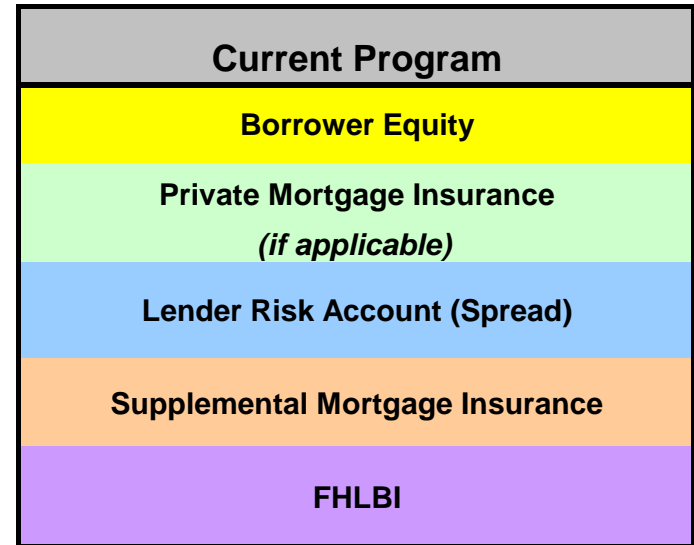 Current Program
Borrower Equity
Private Mortgage Insurance
(if applicable)
Lender Risk Account (Spread)
Supplemental Mortgage Insurance
FHLBI